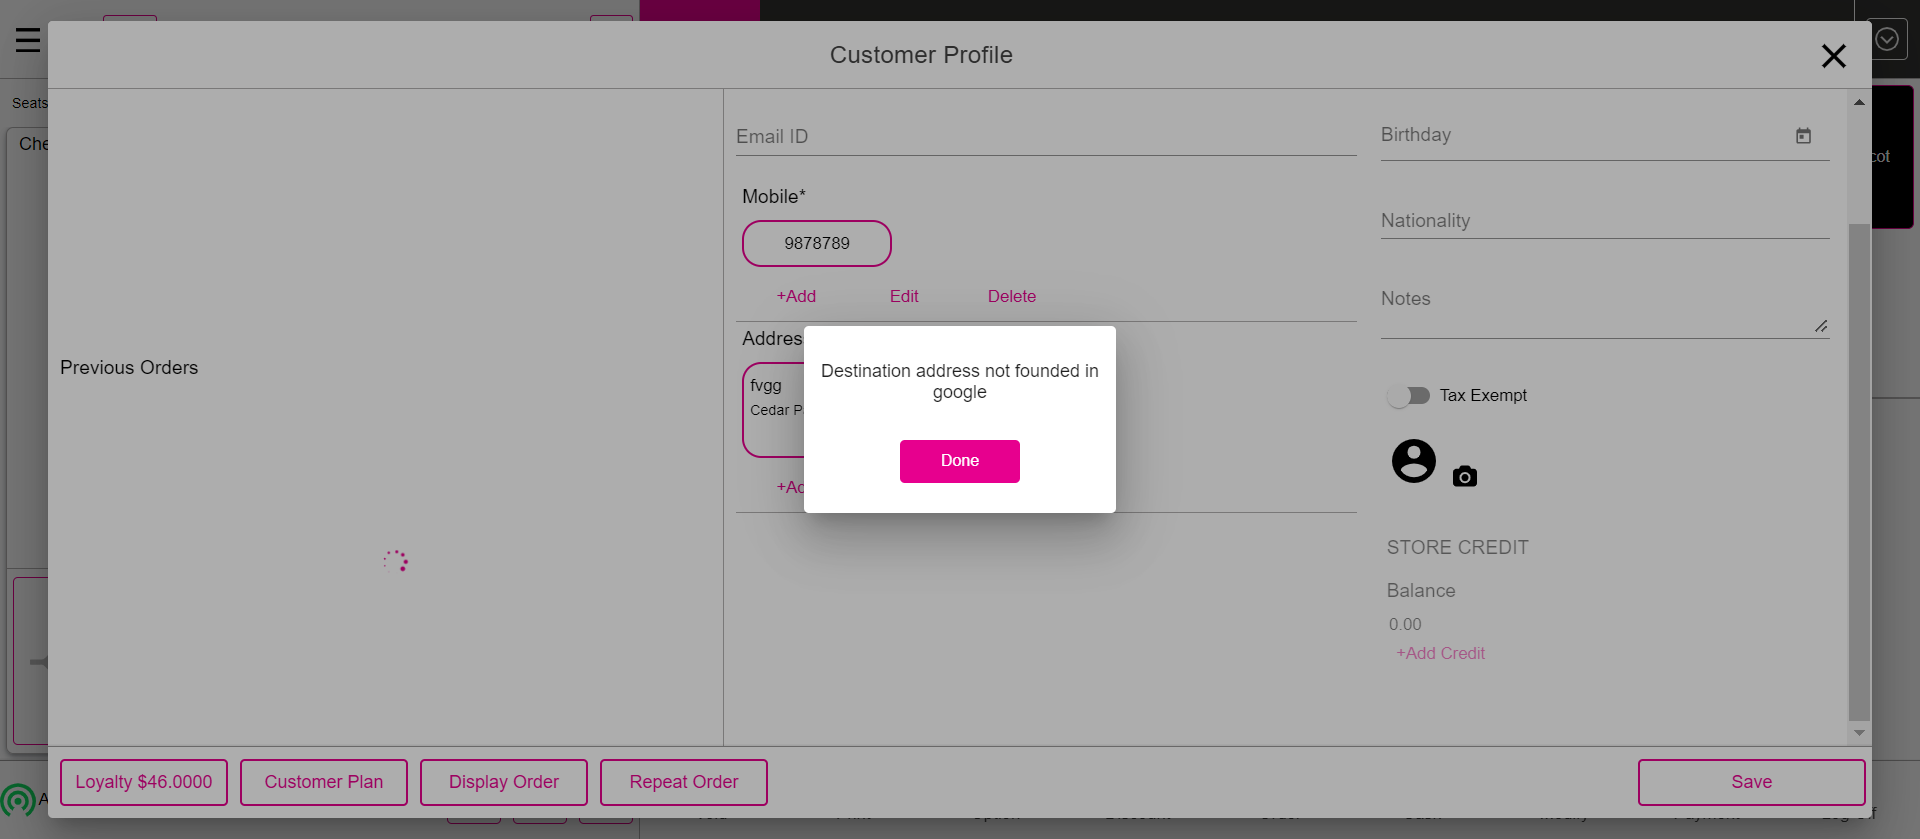 Customer Profile
Seats
Che
Email ID
Birthday
cot
Mobile*
9878789
Nationality
+Add
Edit
Delete
Notes
Addres
Previous Orders
fvgg
Cedar P
Destination address not founded in
google
Done
Tax Exempt
+Ad
STORE CREDIT
Balance
0.00
+Add Credit
Loyalty $46.0000
Customer Plan
Display Order
Repeat Order
Save
A